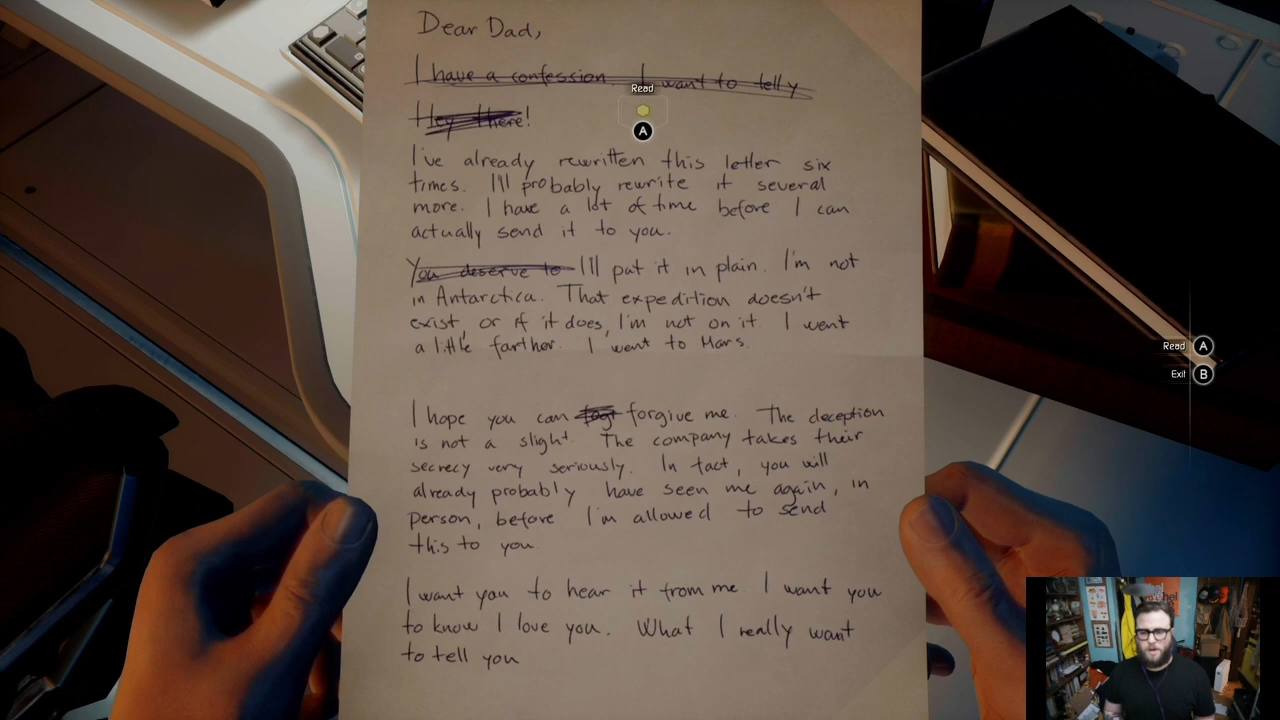 Dear Dad,
I have a confession I want to tell y
Hey there!
I've already rewritten this letter six
times. I'll probably rewrite it several
more. I have a lot of time before I can
actually send it to you.
You deserve to I'll put it in plain. I'm not
in Antarctica. That expedition doesn't
exist, or if it does, I'm not on it. I went
a little farther. I went to Mars.
I hope you can forgive me. The deception
is not a slight. The company takes their
secrecy very seriously. In fact, you will
already probably have seen me again, in
person, before I'm allowed to send
this to you.
I want you to hear it from me. I want you
to know I love you. What I really want
to tell you
Read
A
Read A
Exit B